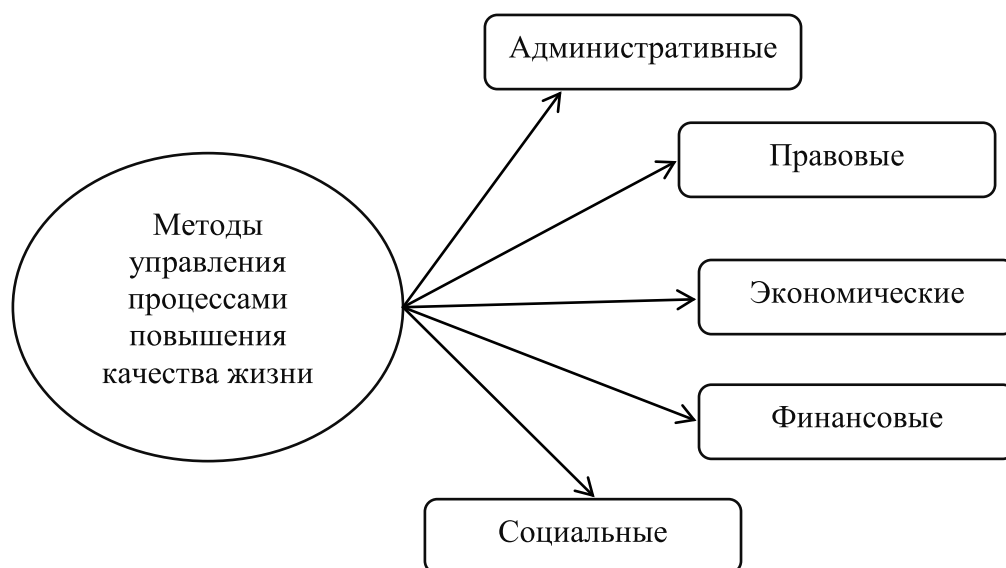 Административные
Правовые
Методы
управления
процессами
повышения
качества жизни
Экономические
Финансовые
Социальные